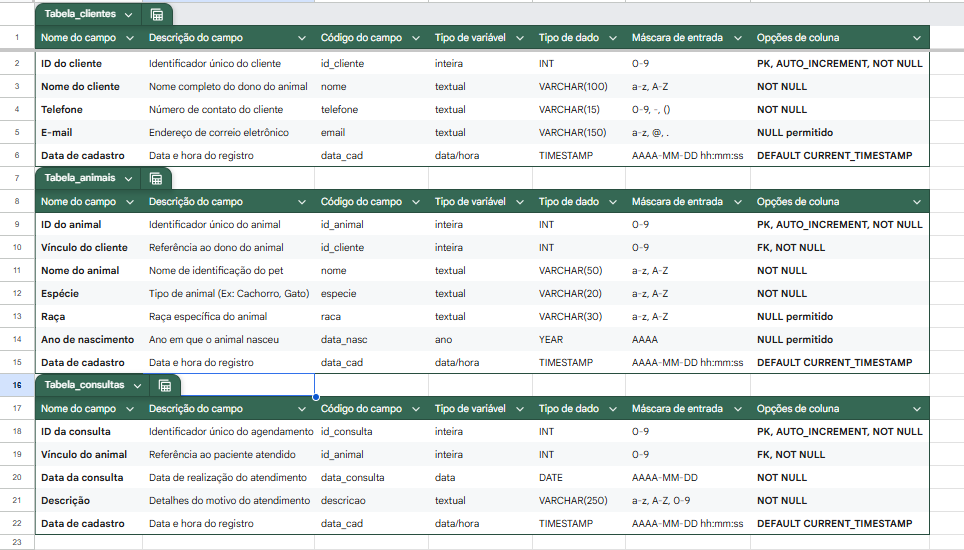 Tabela_clientes
1 Nome do campo Descrição do campo Código do campo Tipo de variável Tipo de dado Máscara de entrada Opções de coluna
2 ID do cliente Identificador único do cliente id_cliente inteira INT 0-9 PK, AUTO_INCREMENT, NOT NULL
3 Nome do cliente Nome completo do dono do animal nome textual VARCHAR(100) a-z, A-Z NOT NULL
4 Telefone Número de contato do cliente telefone textual VARCHAR(15) 0-9, -, () NOT NULL
5 E-mail Endereço de correio eletrônico email textual VARCHAR(150) a-z, @, . NULL permitido
6 Data de cadastro Data e hora do registro data_cad data/hora TIMESTAMP AAAA-MM-DD hh:mm:ss DEFAULT CURRENT_TIMESTAMP
7 Tabela_animais
8 Nome do campo Descrição do campo Código do campo Tipo de variável Tipo de dado Máscara de entrada Opções de coluna
9 ID do animal Identificador único do animal id_animal inteira INT 0-9 PK, AUTO_INCREMENT, NOT NULL
10 Vínculo do cliente Referência ao dono do animal id_cliente inteira INT 0-9 FK, NOT NULL
11 Nome do animal Nome de identificação do pet nome textual VARCHAR(50) a-z, A-Z NOT NULL
12 Espécie Tipo de animal (Ex: Cachorro, Gato) especie textual VARCHAR(20) a-z, A-Z NOT NULL
13 Raça Raça específica do animal raca textual VARCHAR(30) a-z, A-Z NULL permitido
14 Ano de nascimento Ano em que o animal nasceu data_nasc ano YEAR AAAA NULL permitido
15 Data de cadastro Data e hora do registro data_cad data/hora TIMESTAMP AAAA-MM-DD hh:mm:ss DEFAULT CURRENT_TIMESTAMP
16 Tabela_consultas
17 Nome do campo Descrição do campo Código do campo Tipo de variável Tipo de dado Máscara de entrada Opções de coluna
18 ID da consulta Identificador único do agendamento id_consulta inteira INT 0-9 PK, AUTO_INCREMENT, NOT NULL
19 Vínculo do animal Referência ao paciente atendido id_animal inteira INT 0-9 FK, NOT NULL
20 Data da consulta Data de realização do atendimento data_consulta data DATE AAAA-MM-DD NOT NULL
21 Descrição Detalhes do motivo do atendimento descricao textual VARCHAR(250) a-z, A-Z, 0-9 NOT NULL
22 Data de cadastro Data e hora do registro data_cad data/hora TIMESTAMP AAAA-MM-DD hh:mm:ss DEFAULT CURRENT_TIMESTAMP
23